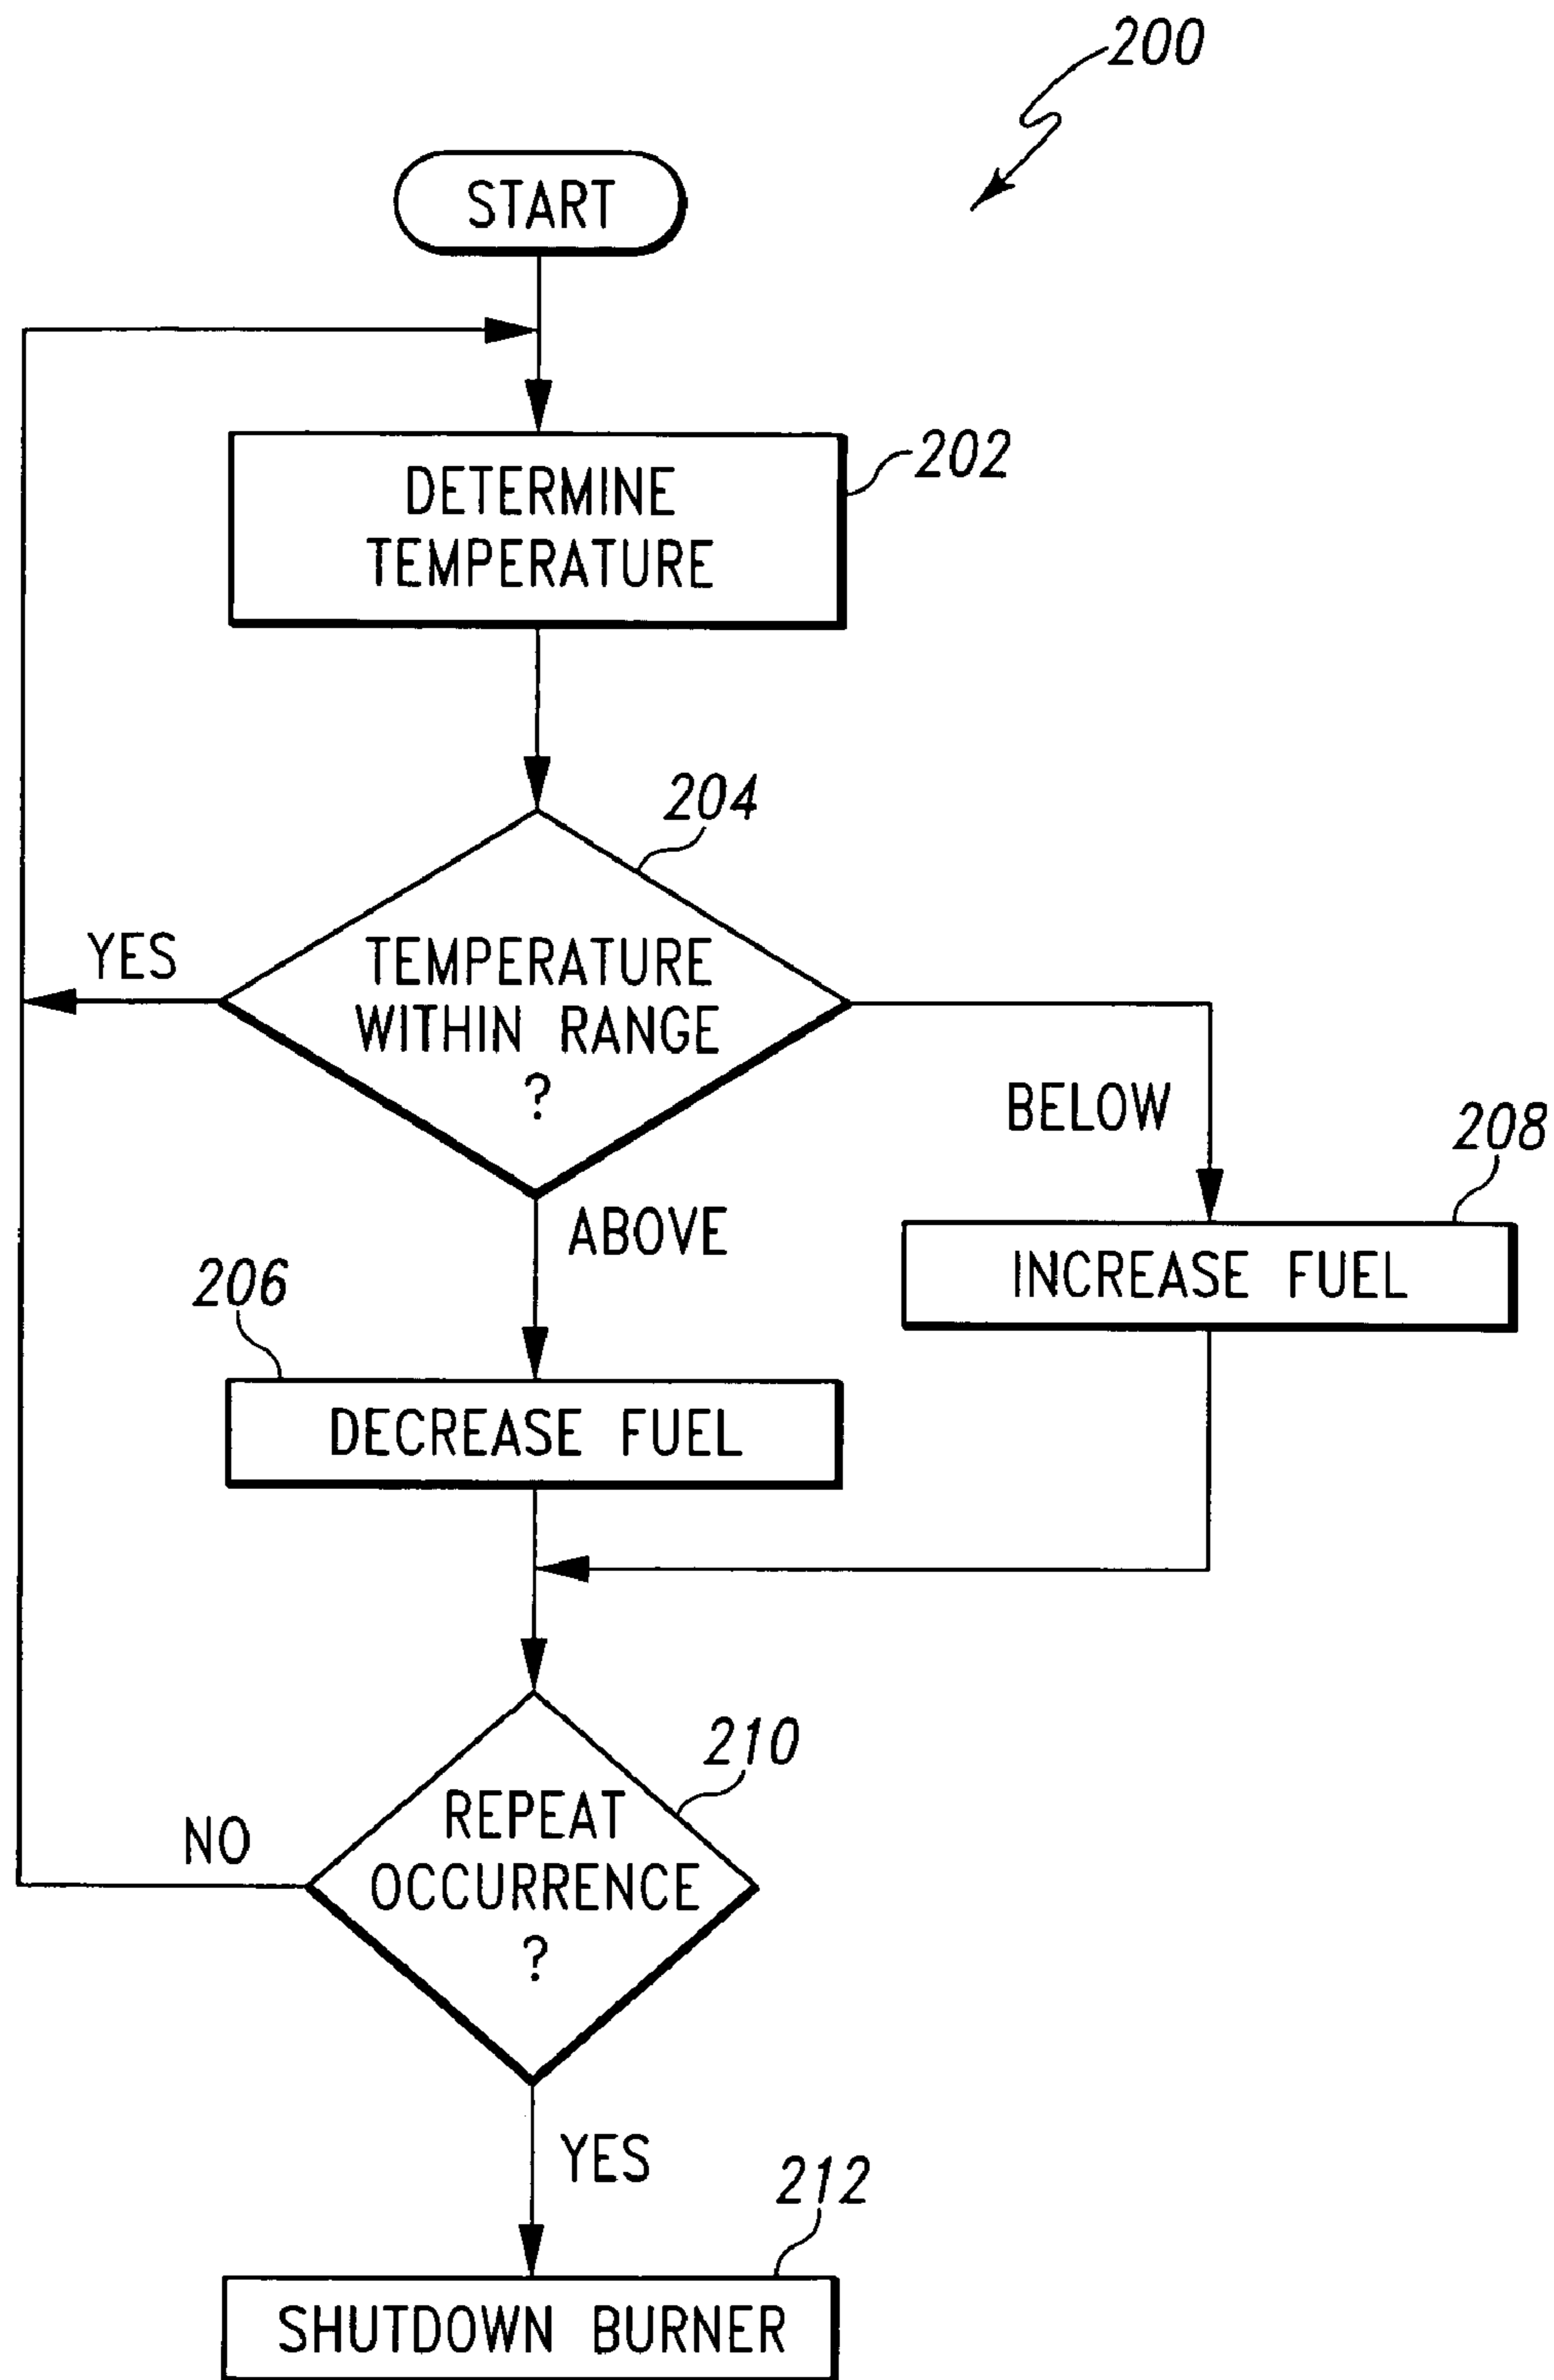 200
START
DETERMINE
TEMPERATURE
202
204
YES
TEMPERATURE
WITHIN RANGE
?
BELOW
208
ABOVE
INCREASE FUEL
206
DECREASE FUEL
210
REPEAT
OCCURRENCE
?
NO
YES
212
SHUTDOWN BURNER